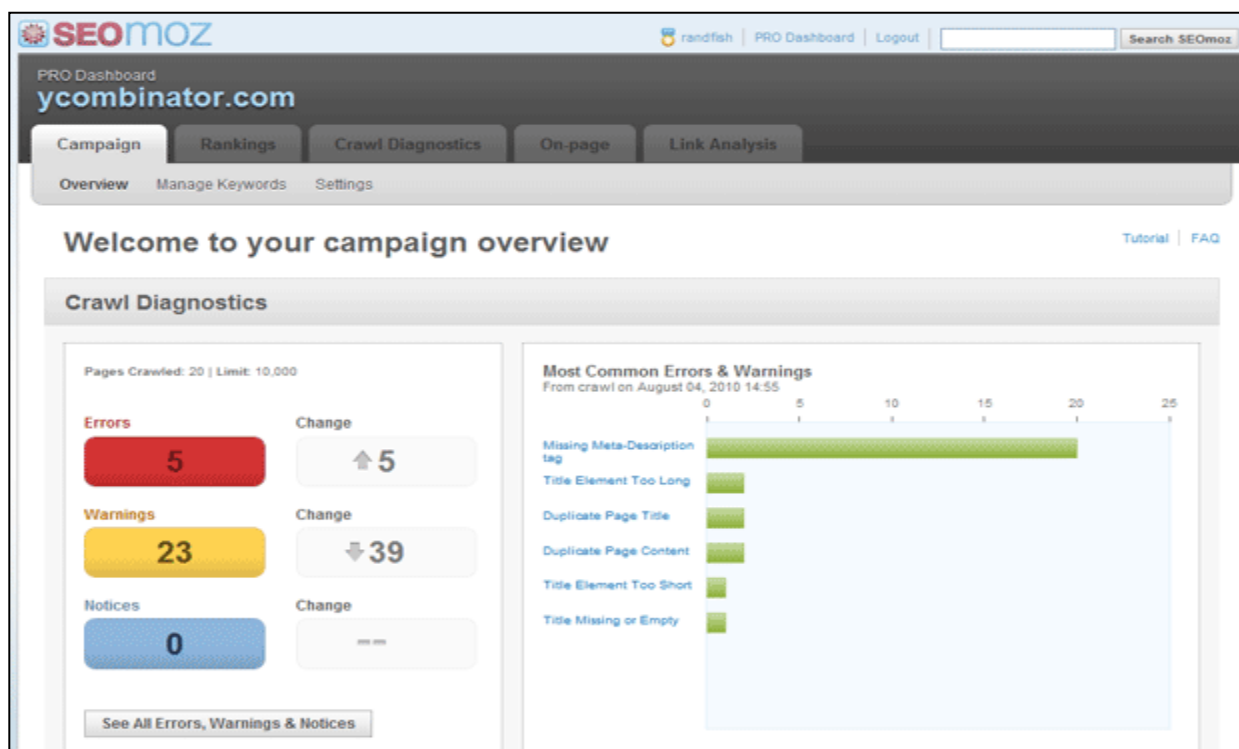 SEOmoz
randfish | PRO Dashboard | Logout | Search SEOmoz
PRO Dashboard
ycombinator.com
Campaign Rankings Crawl Diagnostics On-page Link Analysis
Overview Manage Keywords Settings
Welcome to your campaign overview
Tutorial | FAQ
Crawl Diagnostics
Pages Crawled: 20 | Limit: 10,000
Errors Change
5 5
Warnings Change
23 39
Notices Change
0 --
See All Errors, Warnings & Notices
Most Common Errors & Warnings
From crawl on August 04, 2010 14:55
0 5 10 15 20 25
Missing Meta-Description
tag
Title Element Too Long
Duplicate Page Title
Duplicate Page Content
Title Element Too Short
Title Missing or Empty